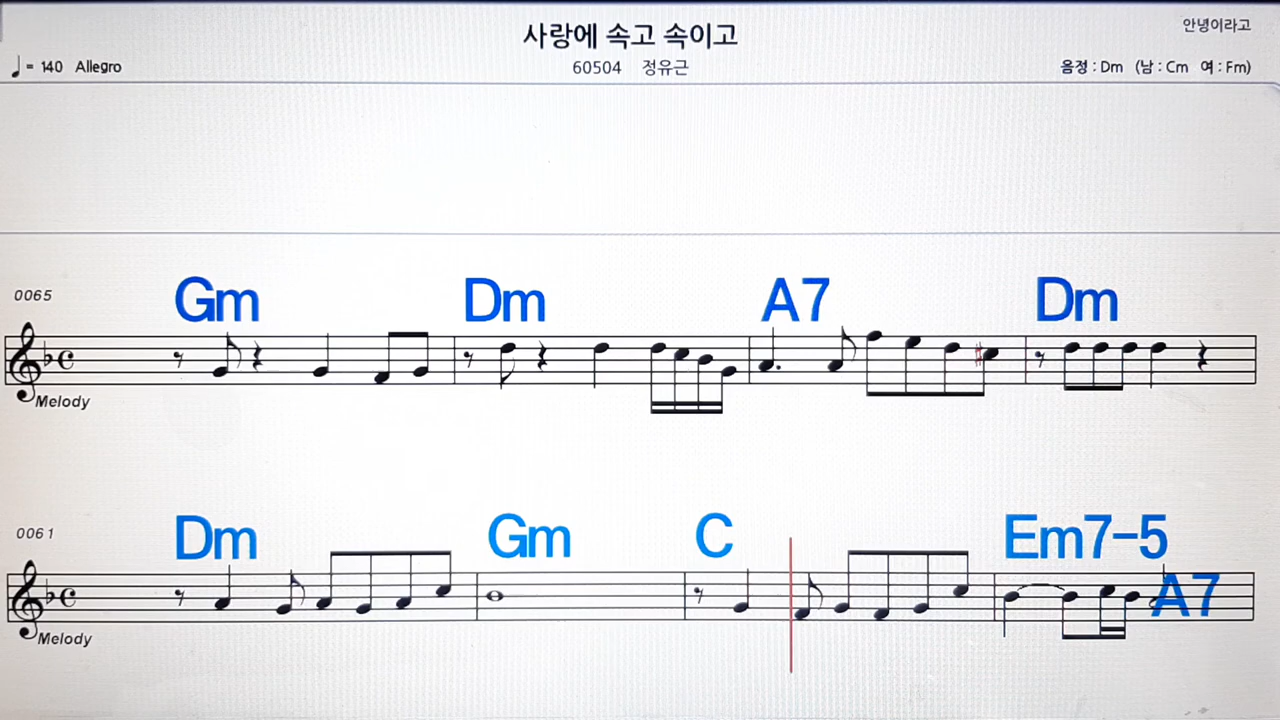 사랑에 속고 속이고
안녕이라고
♩= 140 Allegro
60504 정유근
음정 : Dm (남 : Cm 여 : Fm)
0065
Gm Dm A7 Dm
Melody
0061
Dm Gm C Em7-5 A7
Melody